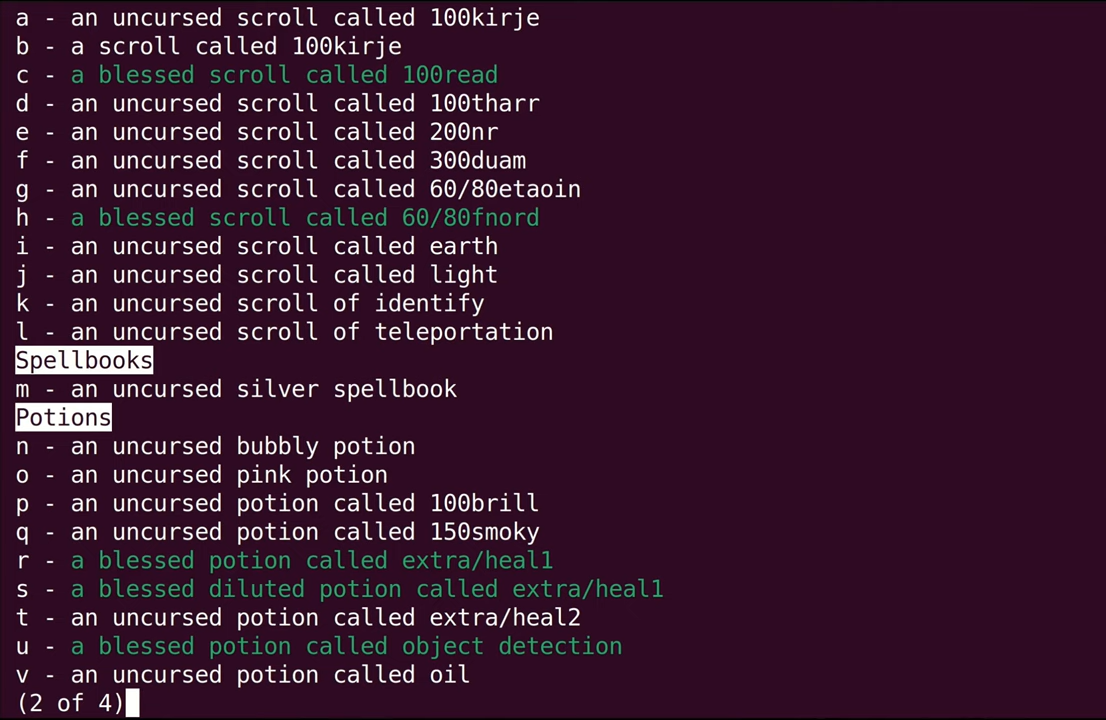 a - an uncursed scroll called 100kirje
b - a scroll called 100kirje
c - a blessed scroll called 100read
d - an uncursed scroll called 100tharr
e - an uncursed scroll called 200nr
f - an uncursed scroll called 300duam
g - an uncursed scroll called 60/80etaoin
h - a blessed scroll called 60/80fnord
i - an uncursed scroll called earth
j - an uncursed scroll called light
k - an uncursed scroll of identify
l - an uncursed scroll of teleportation
Spellbooks
m - an uncursed silver spellbook
Potions
n - an uncursed bubbly potion
o - an uncursed pink potion
p - an uncursed potion called 100brill
q - an uncursed potion called 150smoky
r - a blessed potion called extra/heal1
s - a blessed diluted potion called extra/heal1
t - an uncursed potion called extra/heal2
u - a blessed potion called object detection
v - an uncursed potion called oil
(2 of 4)